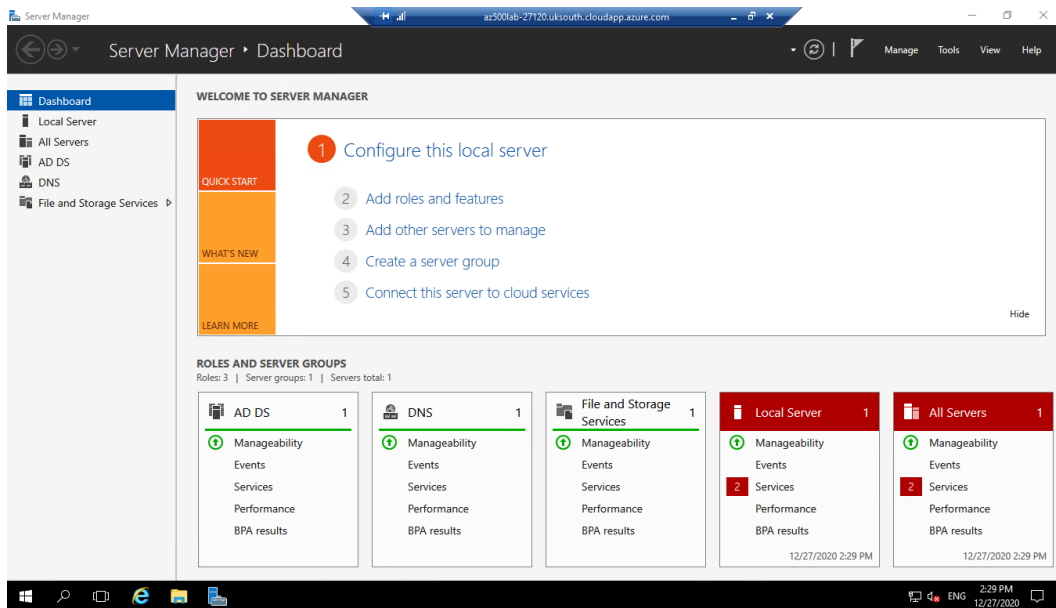 Server Manager
az500lab-27120.uksouth.cloudapp.azure.com
Server Manager • Dashboard
Manage Tools View Help
Dashboard
Local Server
All Servers
AD DS
DNS
File and Storage Services
WELCOME TO SERVER MANAGER
QUICK START
WHAT'S NEW
LEARN MORE
1 Configure this local server
2 Add roles and features
3 Add other servers to manage
4 Create a server group
5 Connect this server to cloud services
Hide
ROLES AND SERVER GROUPS
Roles: 3 | Server groups: 1 | Servers total: 1
AD DS 1
Manageability
Events
Services
Performance
BPA results
DNS 1
Manageability
Events
Services
Performance
BPA results
File and Storage
Services 1
Manageability
Events
Services
Performance
BPA results
Local Server 1
Manageability
Events
2 Services
Performance
BPA results
12/27/2020 2:29 PM
All Servers 1
Manageability
Events
2 Services
Performance
BPA results
12/27/2020 2:29 PM
ENG
2:29 PM
12/27/2020